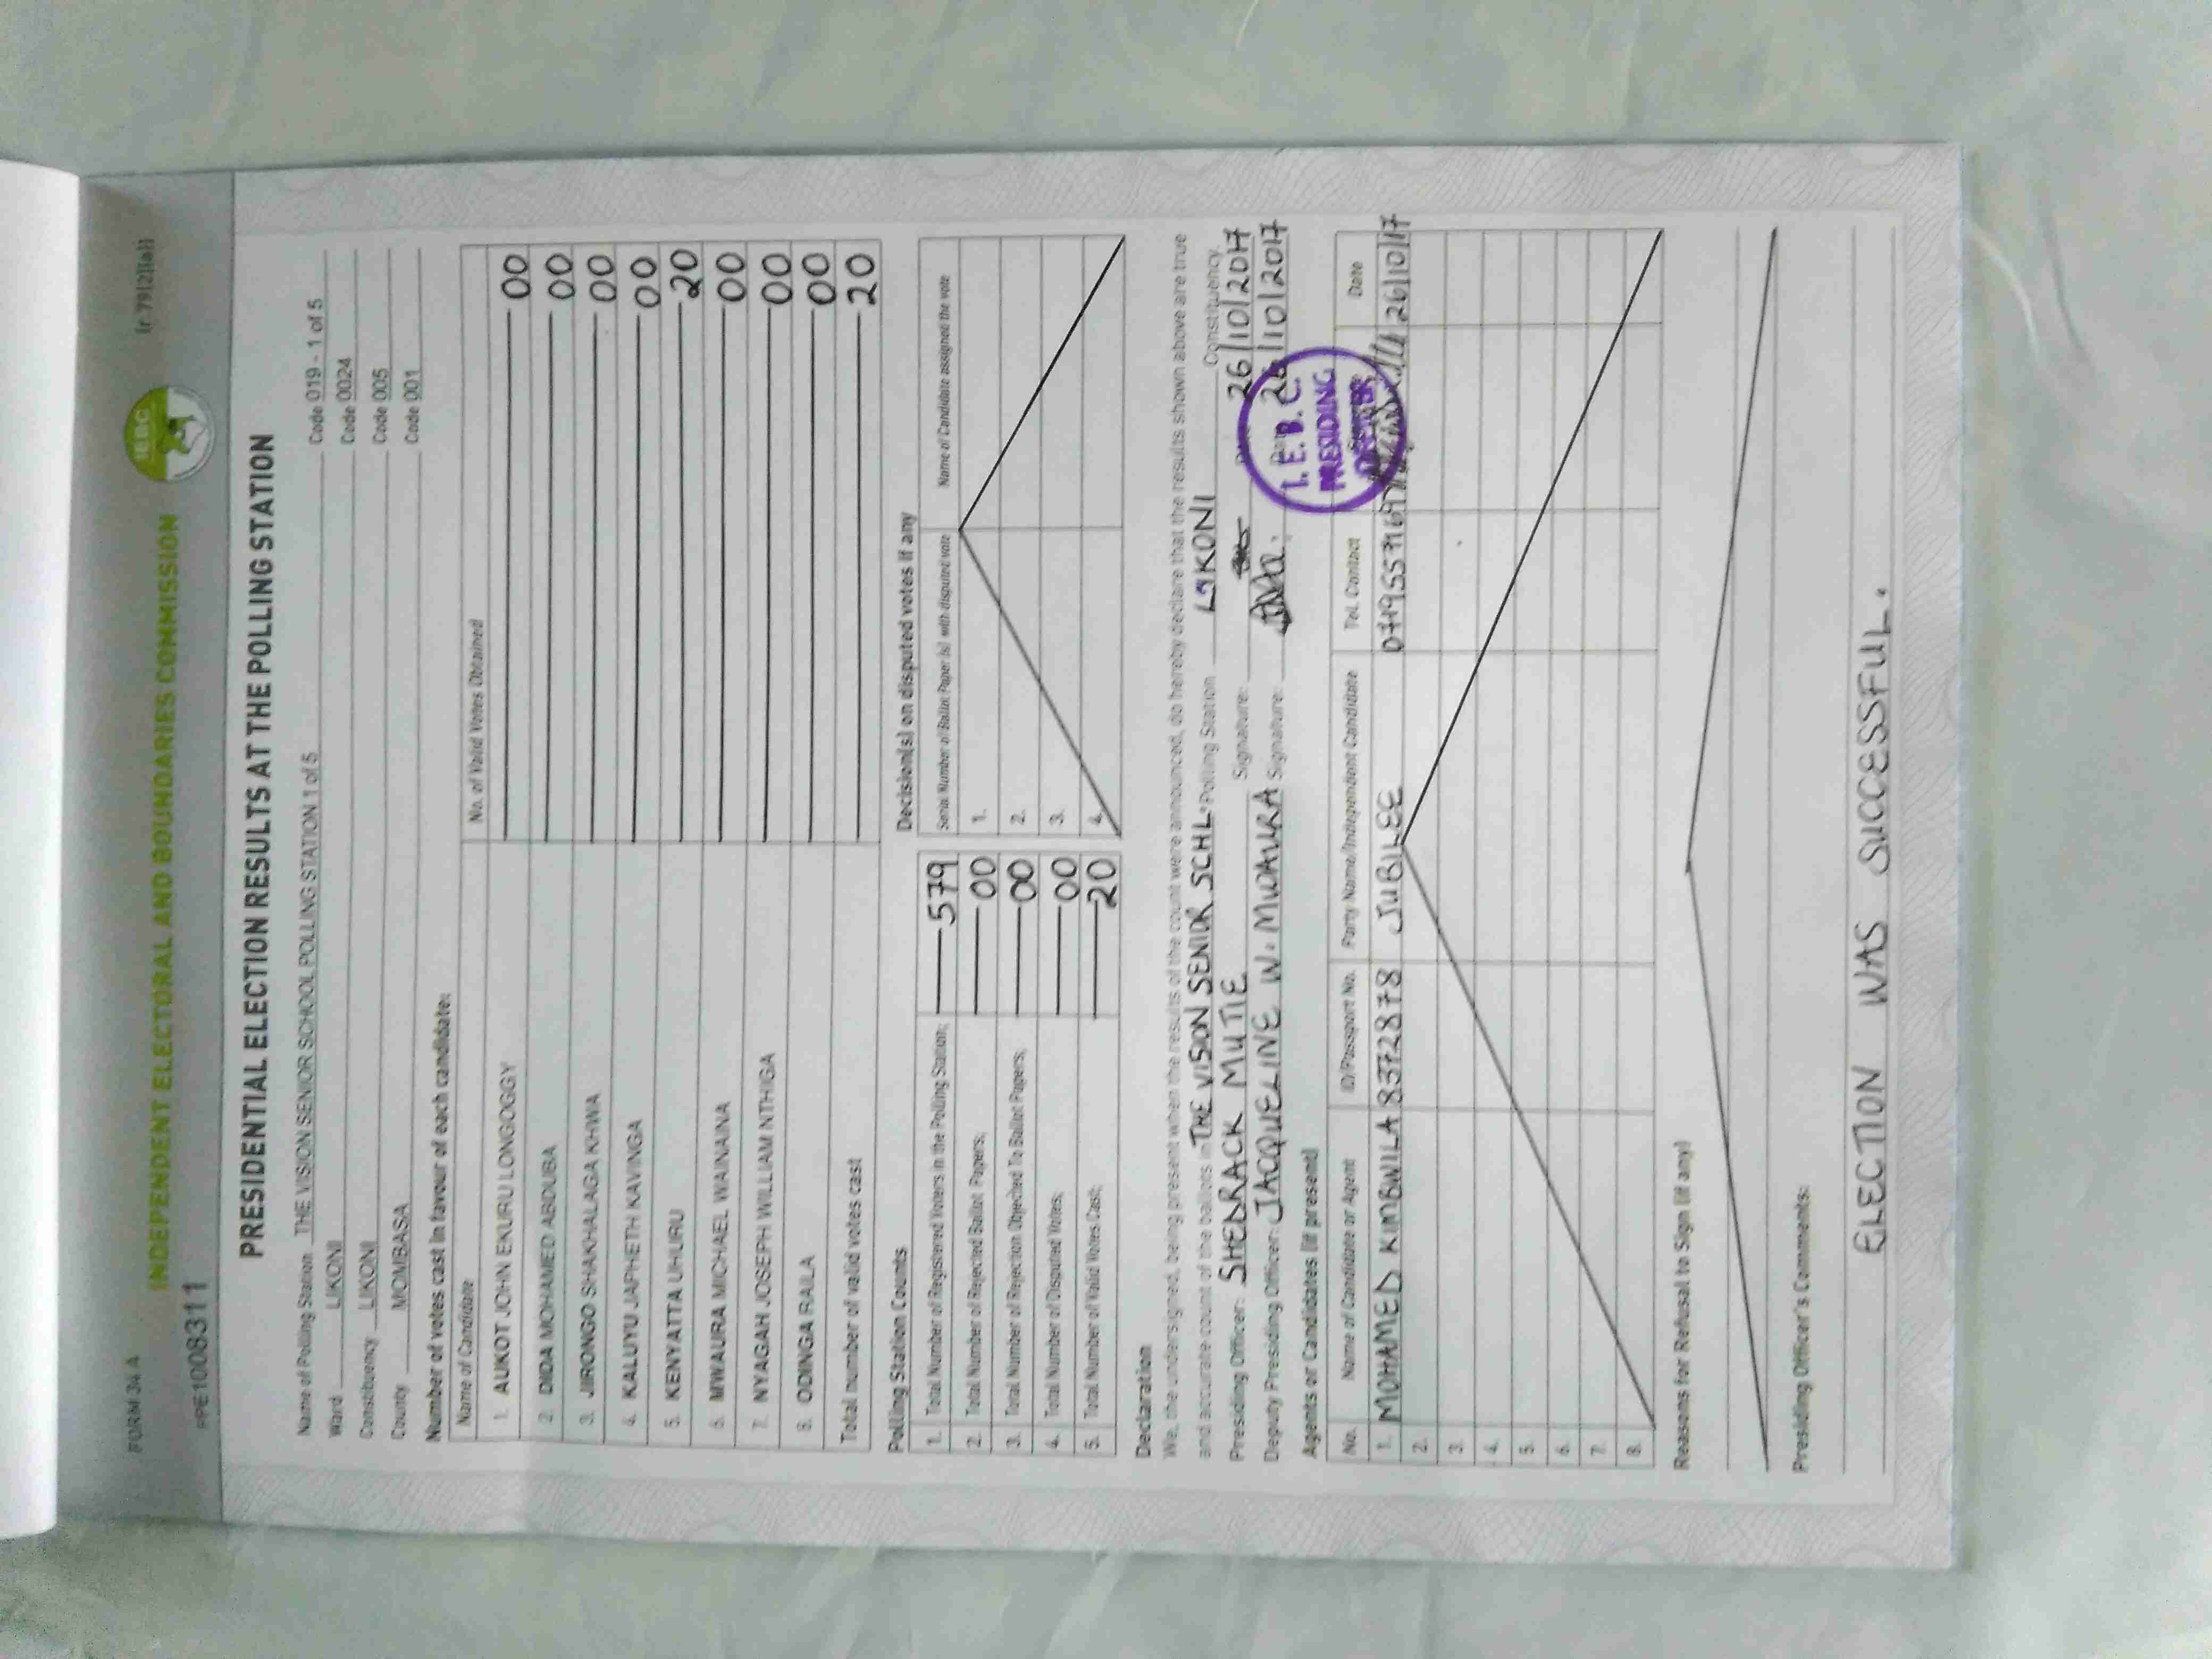 FORM 34 A
INDEPENDENT ELECTORAL AND BOUNDARIES COMMISSION
IEBC
(r 79(2)(a))
#PE1008311
PRESIDENTIAL ELECTION RESULTS AT THE POLLING STATION
Name of Polling Station THE VISION SENIOR SCHOOL POLLING STATION 1 of 5 Code 019 - 1 of 5
Ward LIKONI Code 0024
Constituency LIKONI Code 005
County MOMBASA Code 001
Number of votes cast in favour of each candidate:
Name of Candidate No. of Valid Votes Obtained
1. AUKOT JOHN EKURU LONGOGGY 00
2. DIDA MOHAMED ABDUBA 00
3. JIRONGO SHAKHALAGA KHWA 00
4. KALUYU JAPHETH KAVINGA 00
5. KENYATTA UHURU 20
6. MWAURA MICHAEL WAINAINA 00
7. NYAGAH JOSEPH WILLIAM NTHIGA 00
8. ODINGA RAILA 00
Total number of valid votes cast 20
Polling Station Counts
1. Total Number of Registered Voters in the Polling Station; 579
2. Total Number of Rejected Ballot Papers; 00
3. Total Number of Rejection Objected To Ballot Papers; 00
4. Total Number of Disputed Votes; 00
5. Total Number of Valid Votes Cast; 20
Decision(s) on disputed votes if any
Serial Number of Ballot Paper (s) with disputed vote Name of Candidate assigned the vote
1.
2.
3.
4.
Declaration
We, the undersigned, being present when the results of the count were announced, do hereby declare that the results shown above are true
and accurate count of the ballots in THE VISION SENIOR SCHL. Polling Station LIKONI Constituency.
Presiding Officer: SHEDRACK MUTIE Signature: Date 26/10/2017
Deputy Presiding Officer: JACQUELINE W. MWAURA Signature: 26/10/2017
I.E.B.C.
PRESIDING
OFFICER
Agents or Candidates (if present)
No. Name of Candidate or Agent ID/Passport No. Party Name/Independent Candidate Tel. Contact Date
1. MOHAMED KIMBWILA 83728878 JUBILEE 26/10/17
2.
3.
4.
5.
6.
7.
8.
Reasons for Refusal to Sign (if any)
Presiding Officer's Comments:
ELECTION WAS SUCCESSFUL.